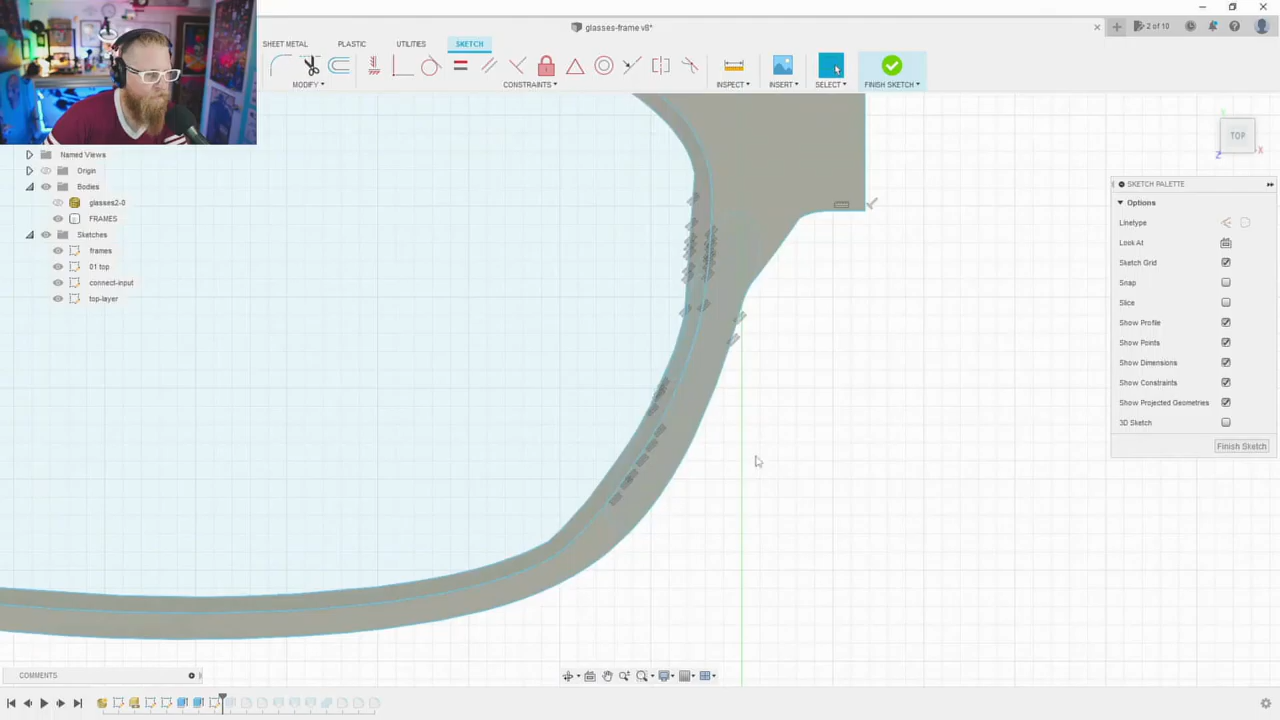 glasses-frame v8*
2 of 10
SHEET METAL
PLASTIC
UTILITIES
SKETCH
MODIFY
CONSTRAINTS
INSPECT
INSERT
SELECT
FINISH SKETCH
TOP
X
Y
Z
Named Views
Origin
Bodies
glasses2-0
FRAMES
Sketches
frames
01 top
connect-input
top-layer
SKETCH PALETTE
Options
Linetype
Look At
Sketch Grid
Snap
Slice
Show Profile
Show Points
Show Dimensions
Show Constraints
Show Projected Geometries
3D Sketch
Finish Sketch
COMMENTS